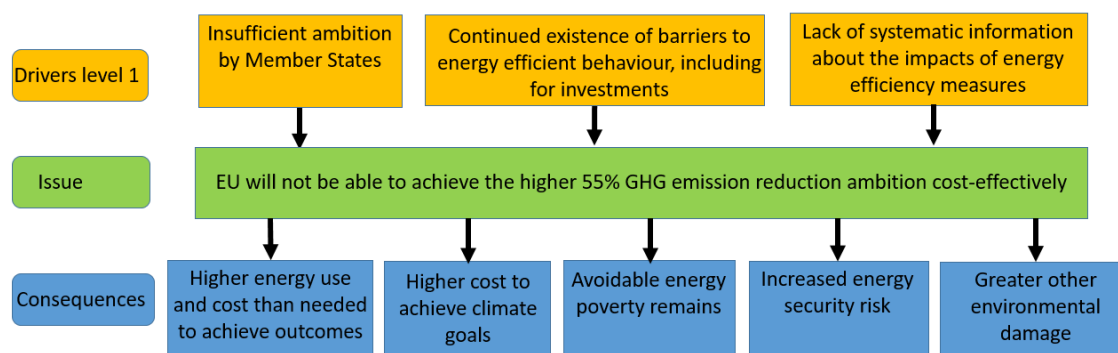 Drivers level 1
Insufficient ambition
by Member States
Continued existence of barriers to
energy efficient behaviour, including
for investments
Lack of systematic information
about the impacts of energy
efficiency measures
Issue
EU will not be able to achieve the higher 55% GHG emission reduction ambition cost-effectively
Consequences
Higher energy use
and cost than needed
to achieve outcomes
Higher cost to
achieve climate
goals
Avoidable energy
poverty remains
Increased energy
security risk
Greater other
environmental
damage